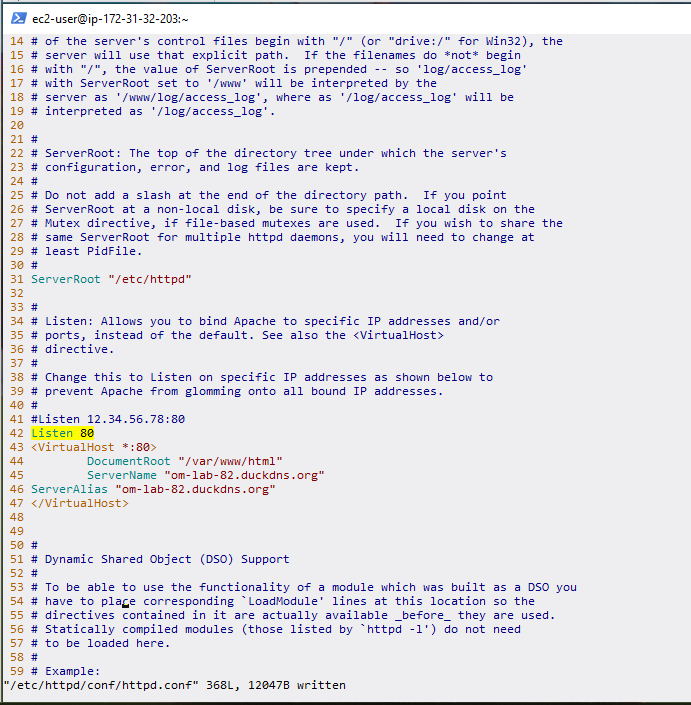 ec2-user@ip-172-31-32-203:~
14 # of the server's control files begin with "/" (or "drive:/" for Win32), the
15 # server will use that explicit path.  If the filenames do *not* begin
16 # with "/", the value of ServerRoot is prepended -- so 'log/access_log'
17 # with ServerRoot set to '/www' will be interpreted by the
18 # server as '/www/log/access_log', where as '/log/access_log' will be
19 # interpreted as '/log/access_log'.
20
21 #
22 # ServerRoot: The top of the directory tree under which the server's
23 # configuration, error, and log files are kept.
24 #
25 # Do not add a slash at the end of the directory path.  If you point
26 # ServerRoot at a non-local disk, be sure to specify a local disk on the
27 # Mutex directive, if file-based mutexes are used.  If you wish to share the
28 # same ServerRoot for multiple httpd daemons, you will need to change at
29 # least PidFile.
30 #
31 ServerRoot "/etc/httpd"
32
33 #
34 # Listen: Allows you to bind Apache to specific IP addresses and/or
35 # ports, instead of the default. See also the <VirtualHost>
36 # directive.
37 #
38 # Change this to Listen on specific IP addresses as shown below to
39 # prevent Apache from glomming onto all bound IP addresses.
40 #
41 #Listen 12.34.56.78:80
42 Listen 80
43 <VirtualHost *:80>
44         DocumentRoot "/var/www/html"
45         ServerName "om-lab-82.duckdns.org"
46 ServerAlias "om-lab-82.duckdns.org"
47 </VirtualHost>
48
49
50 #
51 # Dynamic Shared Object (DSO) Support
52 #
53 # To be able to use the functionality of a module which was built as a DSO you
54 # have to place corresponding `LoadModule' lines at this location so the
55 # directives contained in it are actually available _before_ they are used.
56 # Statically compiled modules (those listed by `httpd -l') do not need
57 # to be loaded here.
58 #
59 # Example:
"/etc/httpd/conf/httpd.conf" 368L, 12047B written